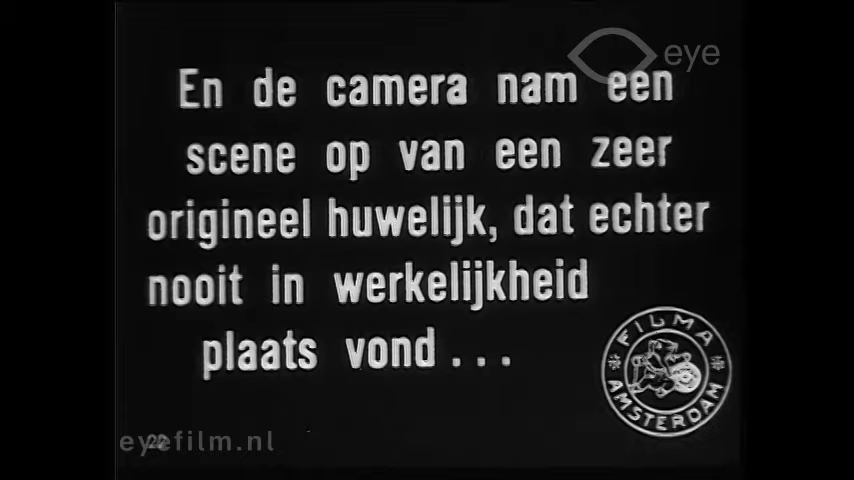 eye
En de camera nam een
scene op van een zeer
origineel huwelijk, dat echter
nooit in werkelijkheid
plaats vond...
FILMA
AMSTERDAM
22
eyefilm.nl